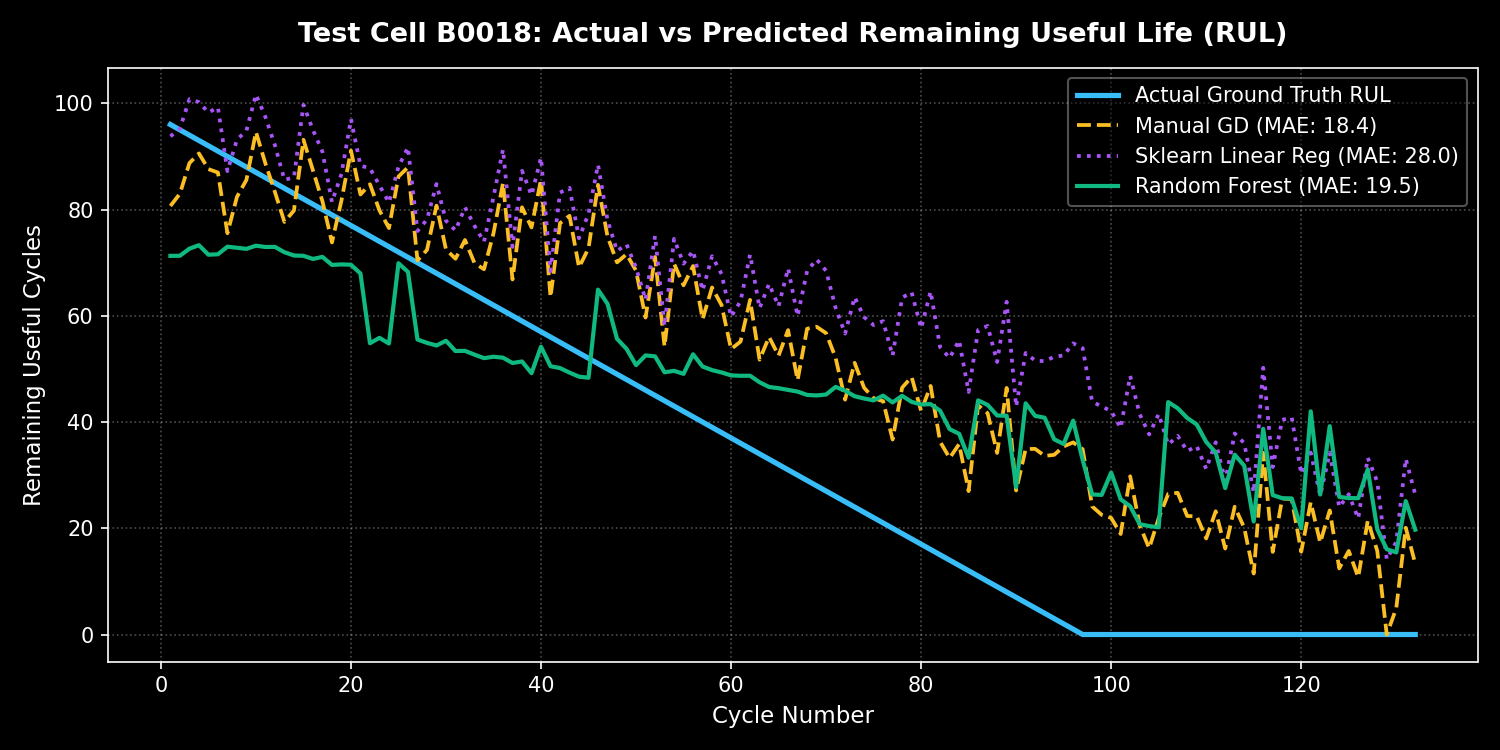 Test Cell B0018: Actual vs Predicted Remaining Useful Life (RUL)
Actual Ground Truth RUL
Manual GD (MAE: 18.4)
Sklearn Linear Reg (MAE: 28.0)
Random Forest (MAE: 19.5)
Remaining Useful Cycles
100
80
60
40
20
0
0 20 40 60 80 100 120
Cycle Number